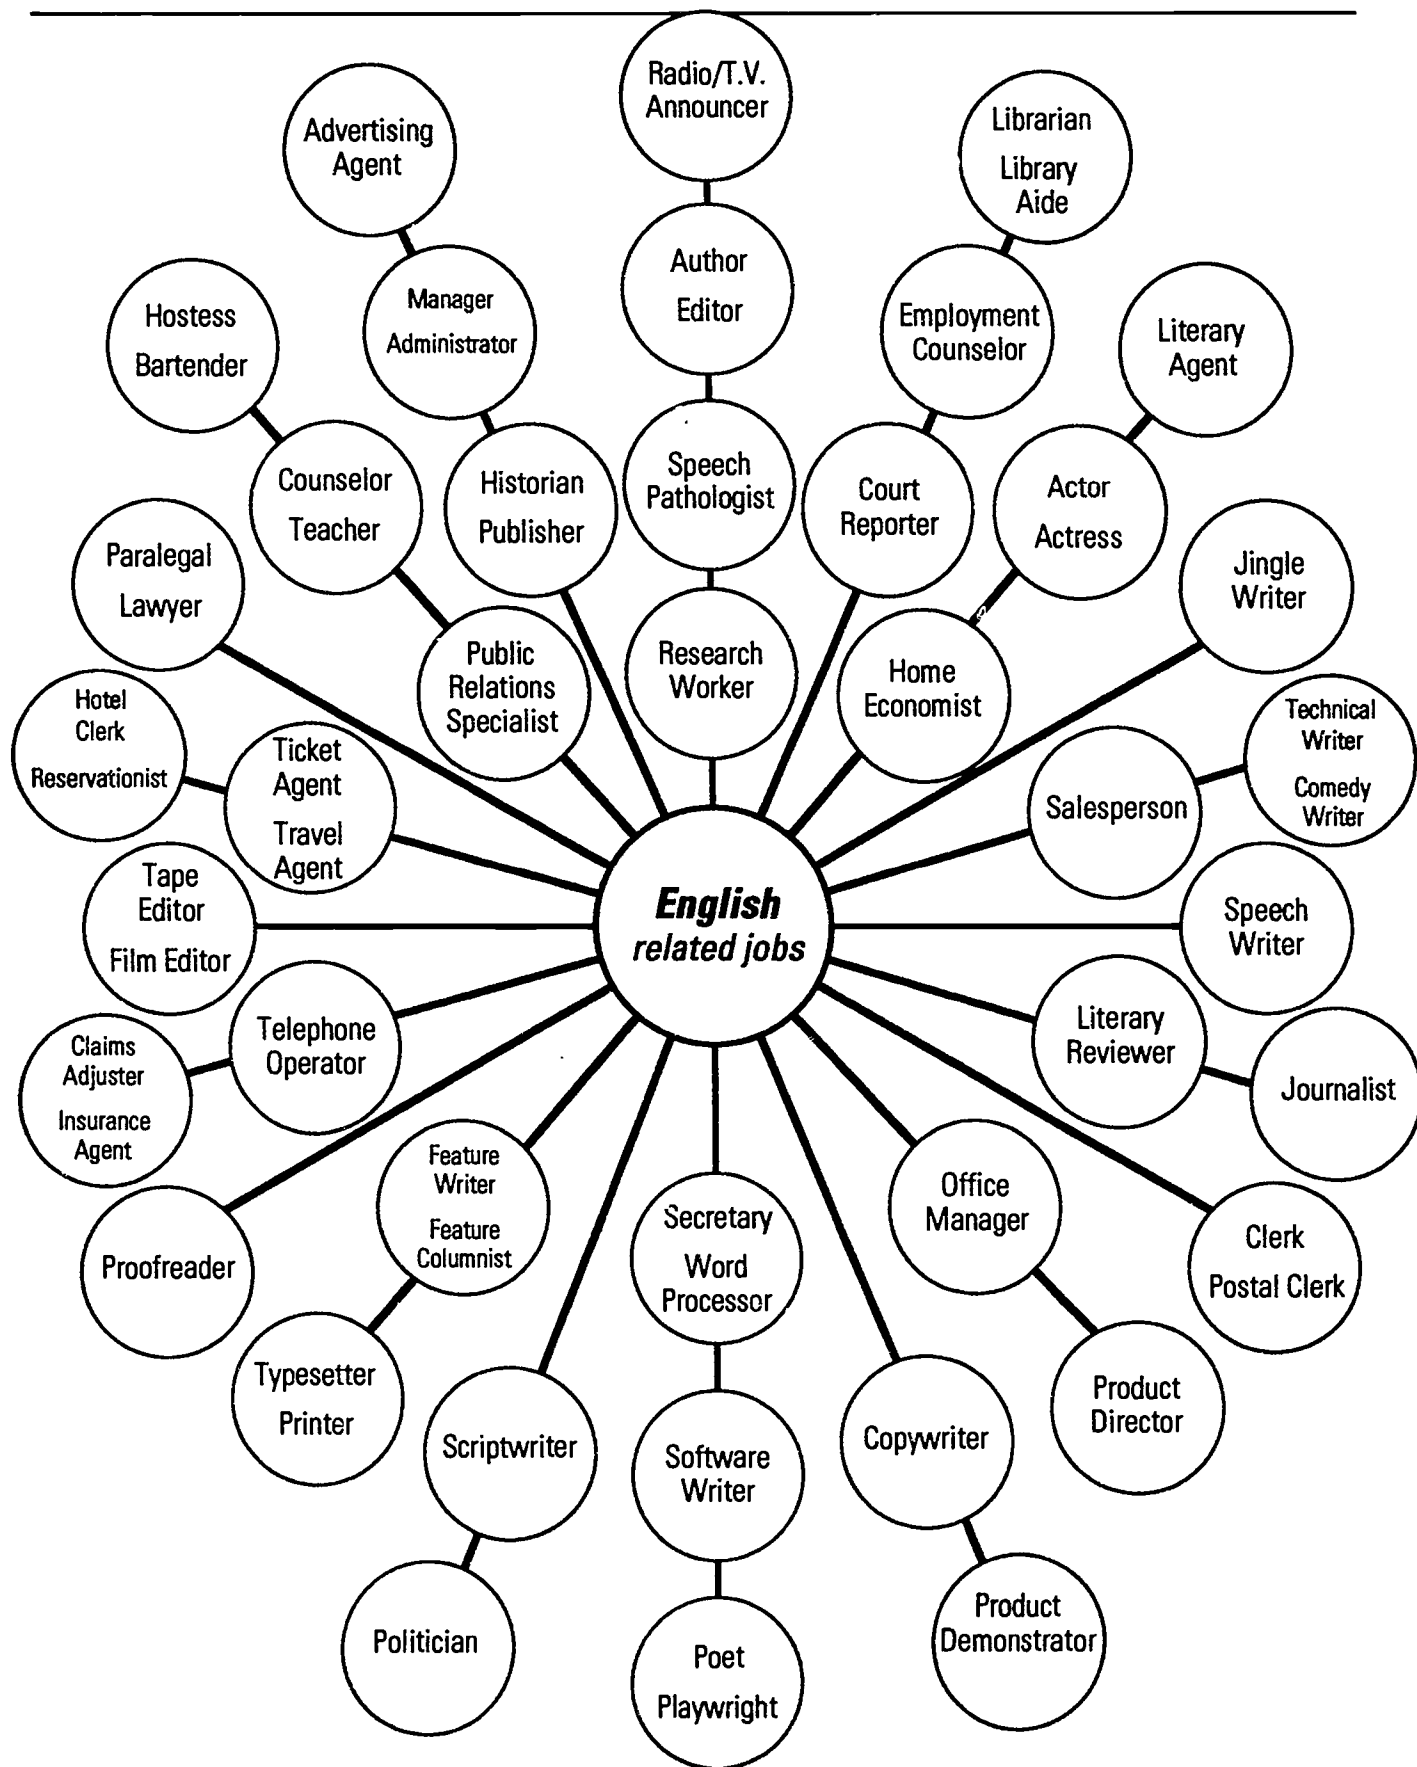 Radio/T.V.
Announcer
Advertising
Agent
Librarian
Library
Aide
Author
Editor
Manager
Administrator
Employment
Counselor
Hostess
Bartender
Literary
Agent
Counselor
Teacher
Historian
Publisher
Speech
Pathologist
Court
Reporter
Actor
Actress
Paralegal
Lawyer
Jingle
Writer
Public
Relations
Specialist
Research
Worker
Home
Economist
Hotel
Clerk
Reservationist
Ticket
Agent
Travel
Agent
Salesperson
Technical
Writer
Comedy
Writer
Tape
Editor
Film Editor
English
related jobs
Speech
Writer
Claims
Adjuster
Insurance
Agent
Telephone
Operator
Literary
Reviewer
Journalist
Proofreader
Feature
Writer
Feature
Columnist
Secretary
Word
Processor
Office
Manager
Clerk
Postal Clerk
Typesetter
Printer
Scriptwriter
Software
Writer
Copywriter
Product
Director
Politician
Poet
Playwright
Product
Demonstrator